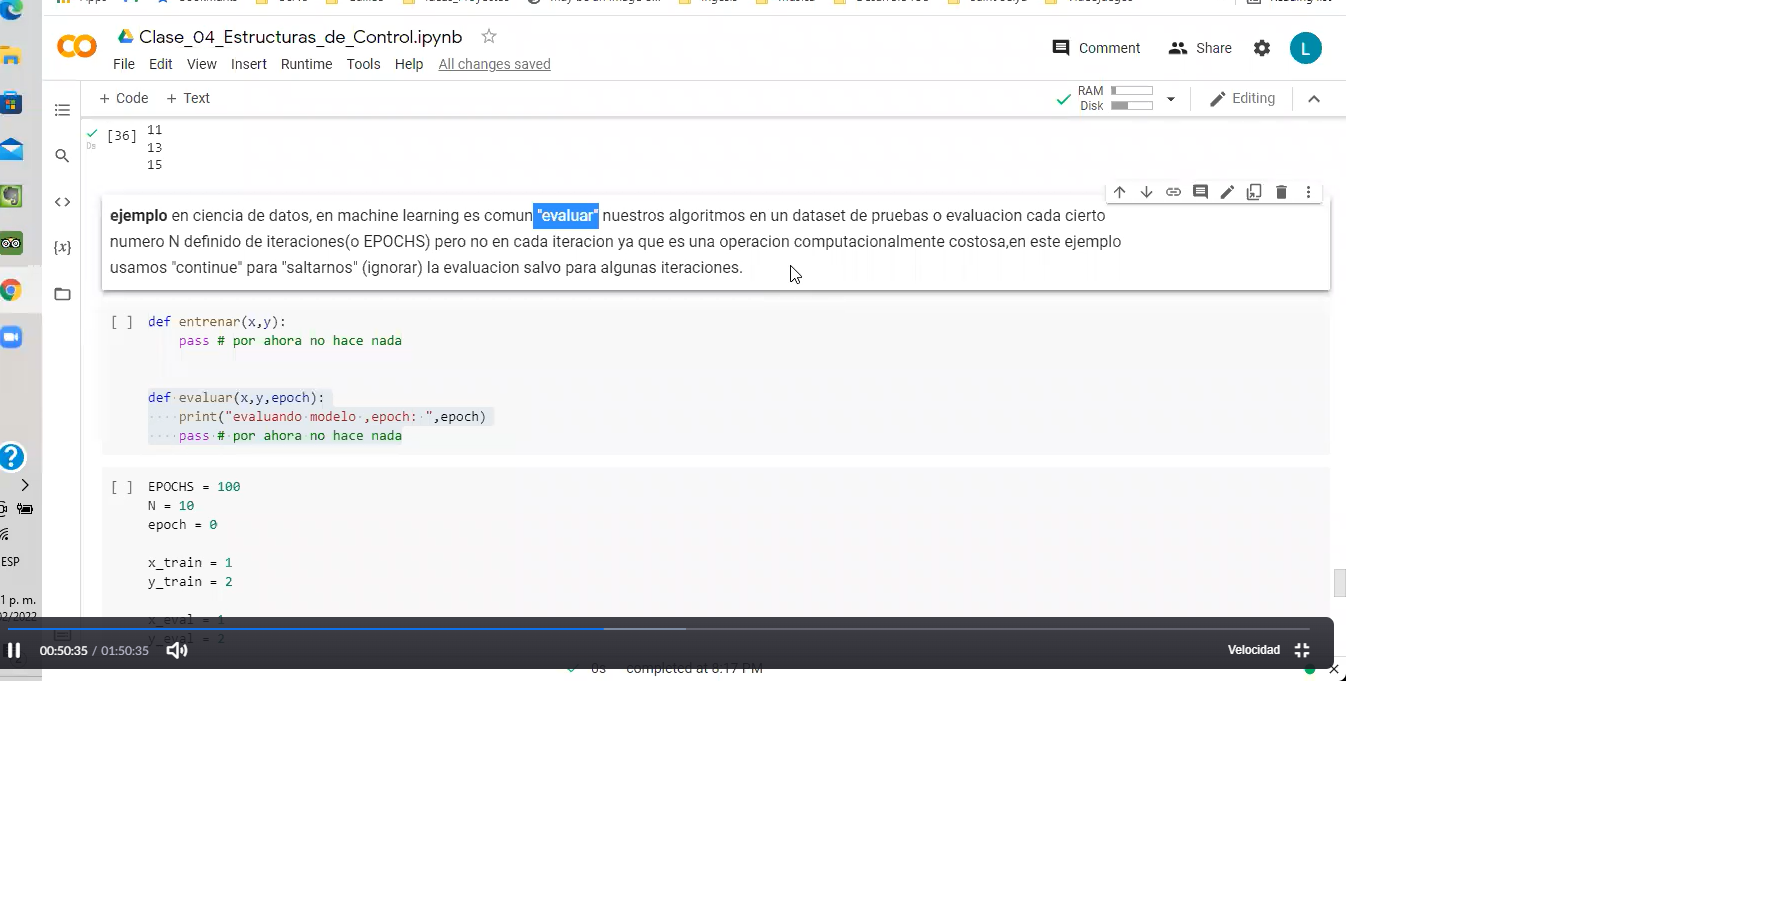 Clase_04_Estructuras_de_Control.ipynb
Comment
Share
L
File Edit View Insert Runtime Tools Help All changes saved
+ Code + Text
RAM
Disk
Editing
[36] 11
0s
13
15
ejemplo en ciencia de datos, en machine learning es comun "evaluar" nuestros algoritmos en un dataset de pruebas o evaluacion cada cierto
numero N definido de iteraciones(o EPOCHS) pero no en cada iteracion ya que es una operacion computacionalmente costosa,en este ejemplo
usamos "continue" para "saltarnos" (ignorar) la evaluacion salvo para algunas iteraciones.
[ ] def entrenar(x,y):
pass # por ahora no hace nada
def evaluar(x,y,epoch):
print("evaluando modelo ,epoch: ",epoch)
pass # por ahora no hace nada
[ ] EPOCHS = 100
N = 10
epoch = 0
x_train = 1
y_train = 2
x_eval = 1
y_eval = 2
ESP
1 p. m.
02/2022
00:50:35 / 01:50:35
Velocidad
0s completed at 8:17 PM